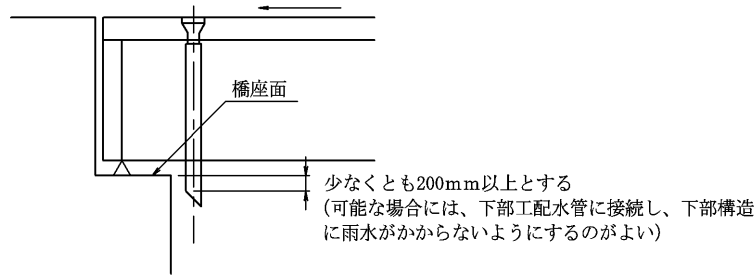 橋座面
少なくとも200mm以上とする
(可能な場合には、下部工配水管に接続し、下部構造
に雨水がかからないようにするのがよい)